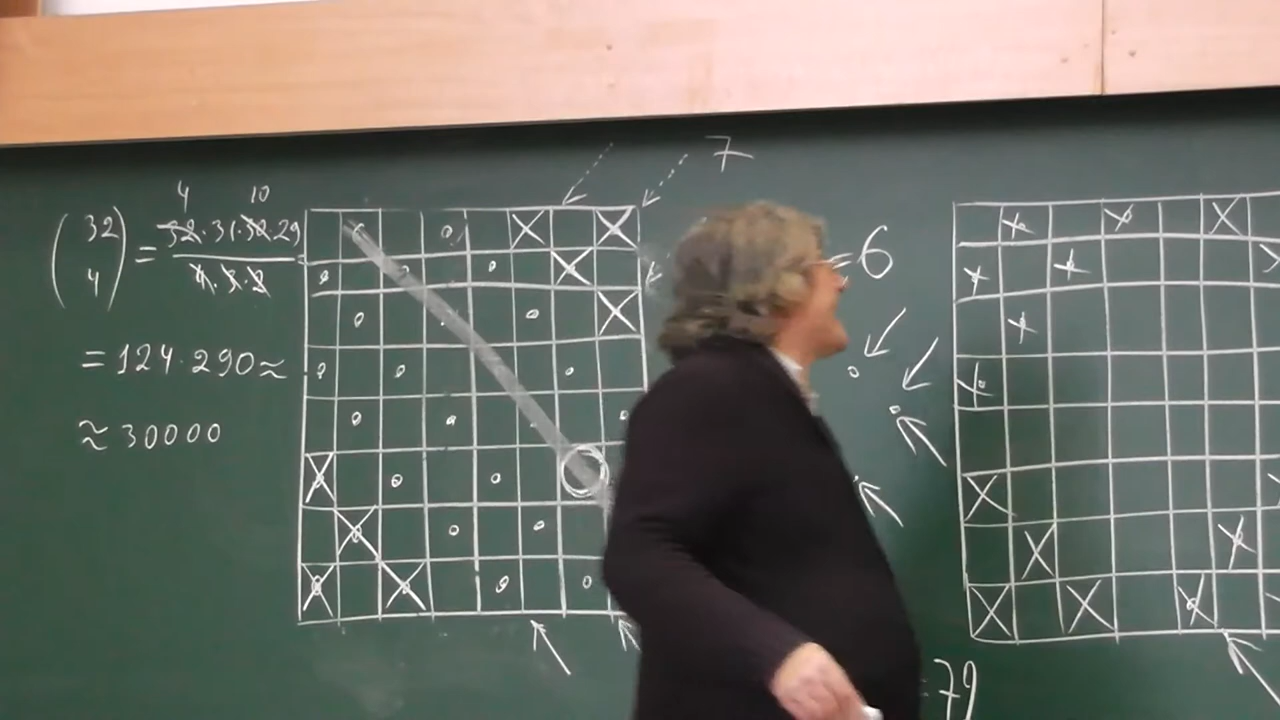 7
4 10
(32 4) = 32·31·30·29 / 4·3·2
= 6
= 124·290 ≈
≈ 30000
79